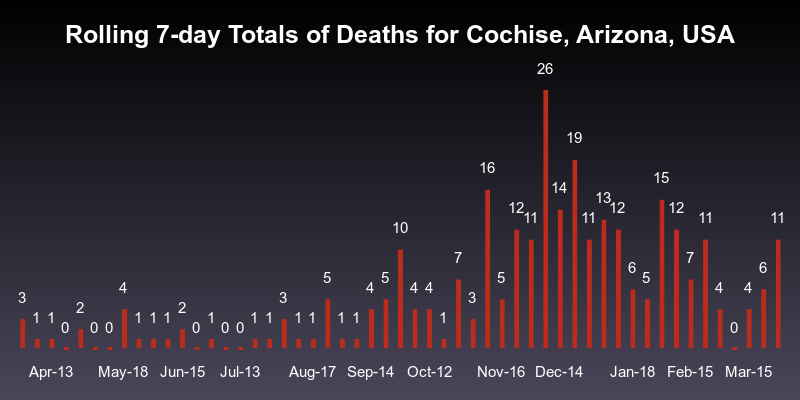 Rolling 7-day Totals of Deaths for Cochise, Arizona, USA
3 1 1 0 2 0 0 4 1 1 1 2 0 1 0 0 1 1 3 1 1 5 1 1 4 5 10 4 4 1 7 3 16 5 12 11 26 14 19 11 13 12 6 5 15 12 7 11 4 0 4 6 11
Apr-13 May-18 Jun-15 Jul-13 Aug-17 Sep-14 Oct-12 Nov-16 Dec-14 Jan-18 Feb-15 Mar-15